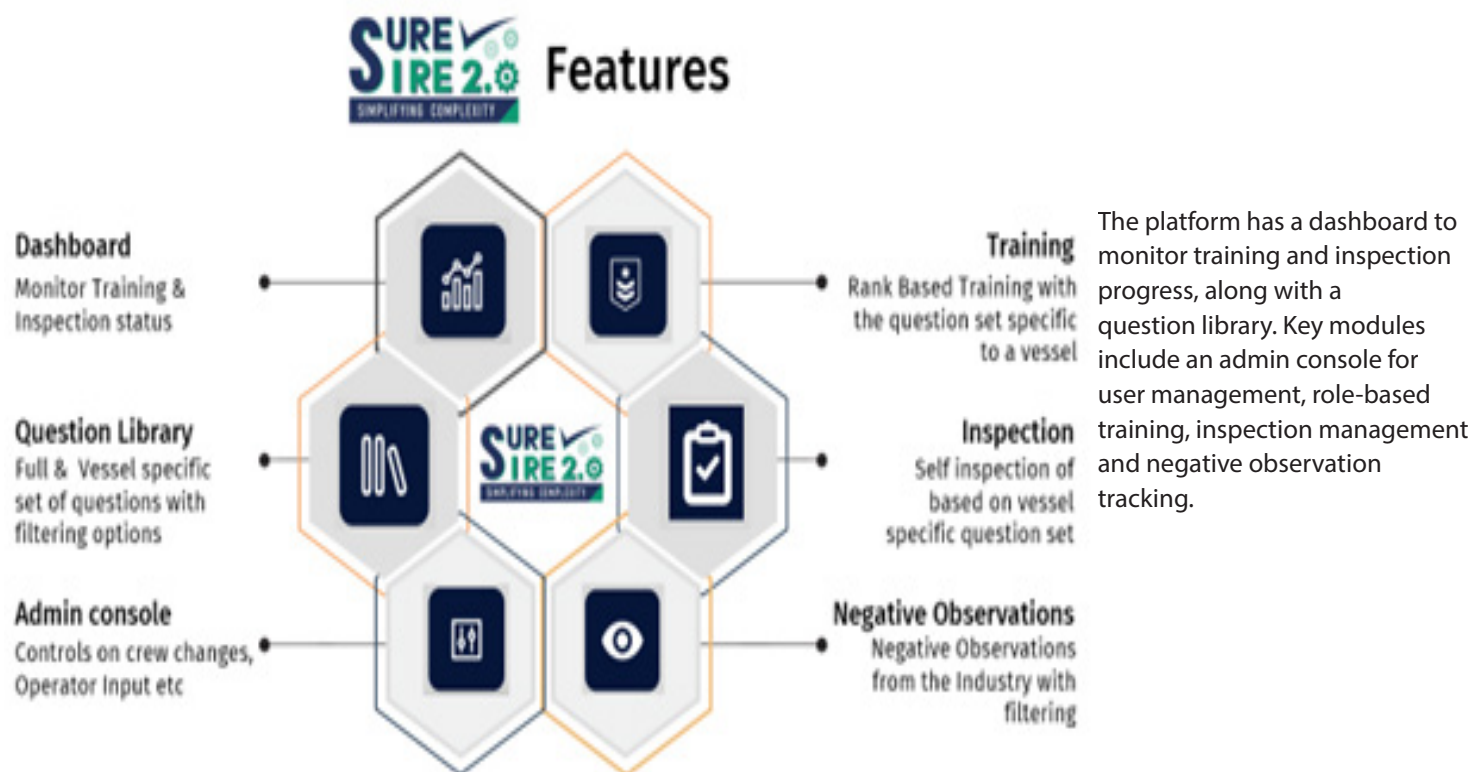 SURE
SIRE 2.0
SIMPLIFYING COMPLEXITY
Features
Dashboard
Monitor Training &
Inspection status
Question Library
Full & Vessel specific
set of questions with
filtering options
Admin console
Controls on crew changes,
Operator Input etc
SURE
SIRE 2.0
SIMPLIFYING COMPLEXITY
Training
Rank Based Training with
the question set specific
to a vessel
Inspection
Self inspection of
based on vessel
specific question set
Negative Observations
Negative Observations
from the Industry with
filtering
The platform has a dashboard to
monitor training and inspection
progress, along with a
question library. Key modules
include an admin console for
user management, role-based
training, inspection management
and negative observation
tracking.